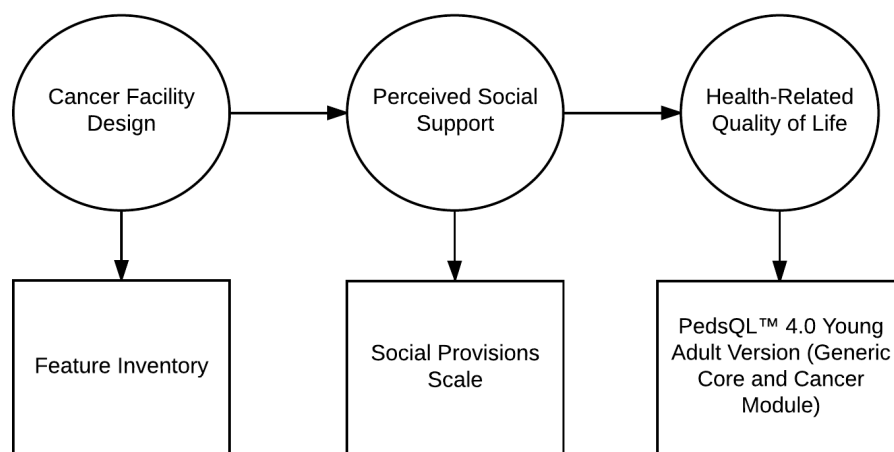 Cancer Facility
Design
Perceived Social
Support
Health-Related
Quality of Life
Feature Inventory
Social Provisions
Scale
PedsQL™ 4.0 Young
Adult Version (Generic
Core and Cancer
Module)